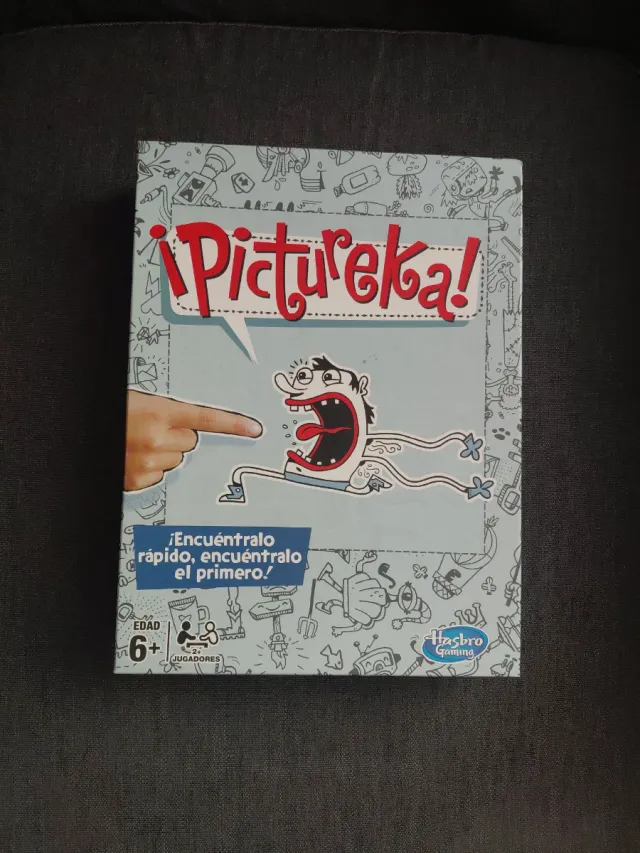 ¡Pictureka!
¡Encuéntralo
rápido, encuéntralo
el primero!
EDAD
6+
2+
JUGADORES
Hasbro
Gaming